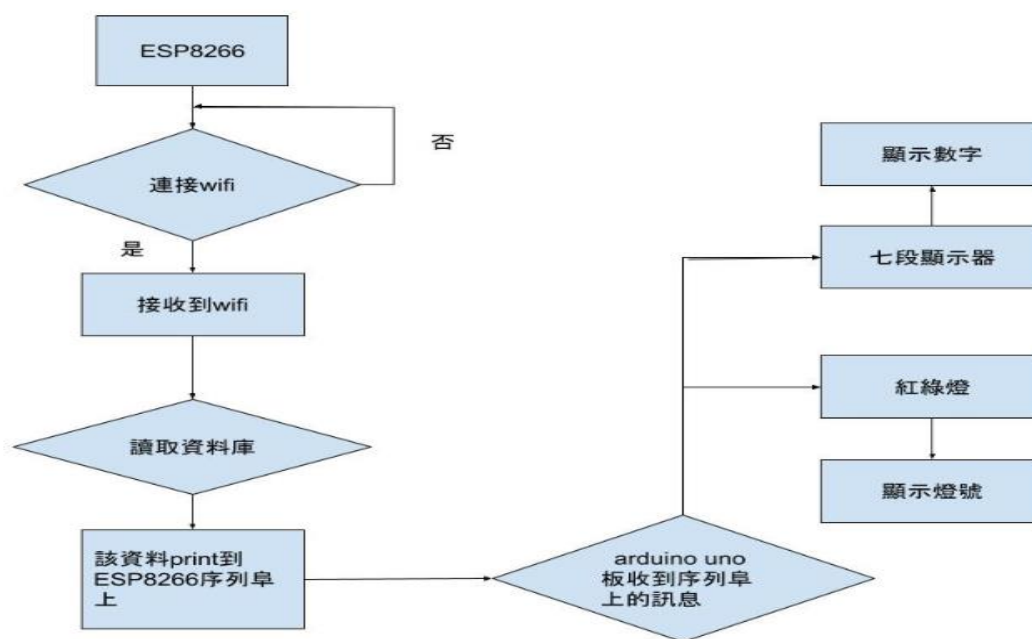 ESP8266
否
連接wifi
是
接收到wifi
讀取資料庫
該資料print到
ESP8266序列阜
上
arduino uno
板收到序列阜
上的訊息
顯示數字
七段顯示器
紅綠燈
顯示燈號